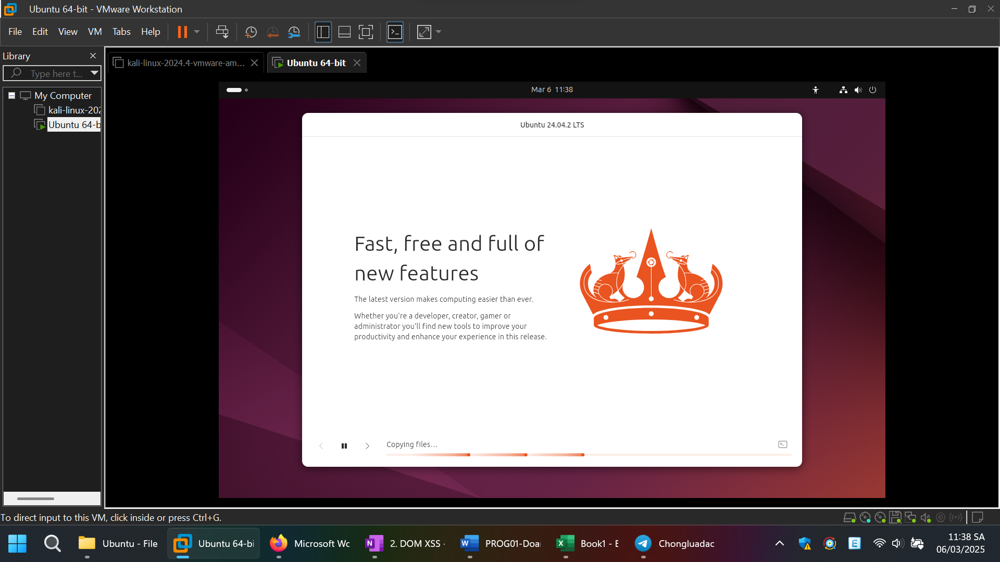 Ubuntu 64-bit - VMware Workstation
File Edit View VM Tabs Help
Library
Type here t...
kali-linux-2024.4-vmware-am...
Ubuntu 64-bit
My Computer
kali-linux-202
Ubuntu 64-b
Mar 6 11:38
Ubuntu 24.04.2 LTS
Fast, free and full of
new features
The latest version makes computing easier than ever.
Whether you're a developer, creator, gamer or
administrator you'll find new tools to improve your
productivity and enhance your experience in this release.
Copying files...
To direct input to this VM, click inside or press Ctrl+G.
Ubuntu - File
Ubuntu 64-bi
Microsoft Wo
2. DOM XSS -
PROG01-Doa
Book1 - E
Chongluadac
11:38 SA
06/03/2025